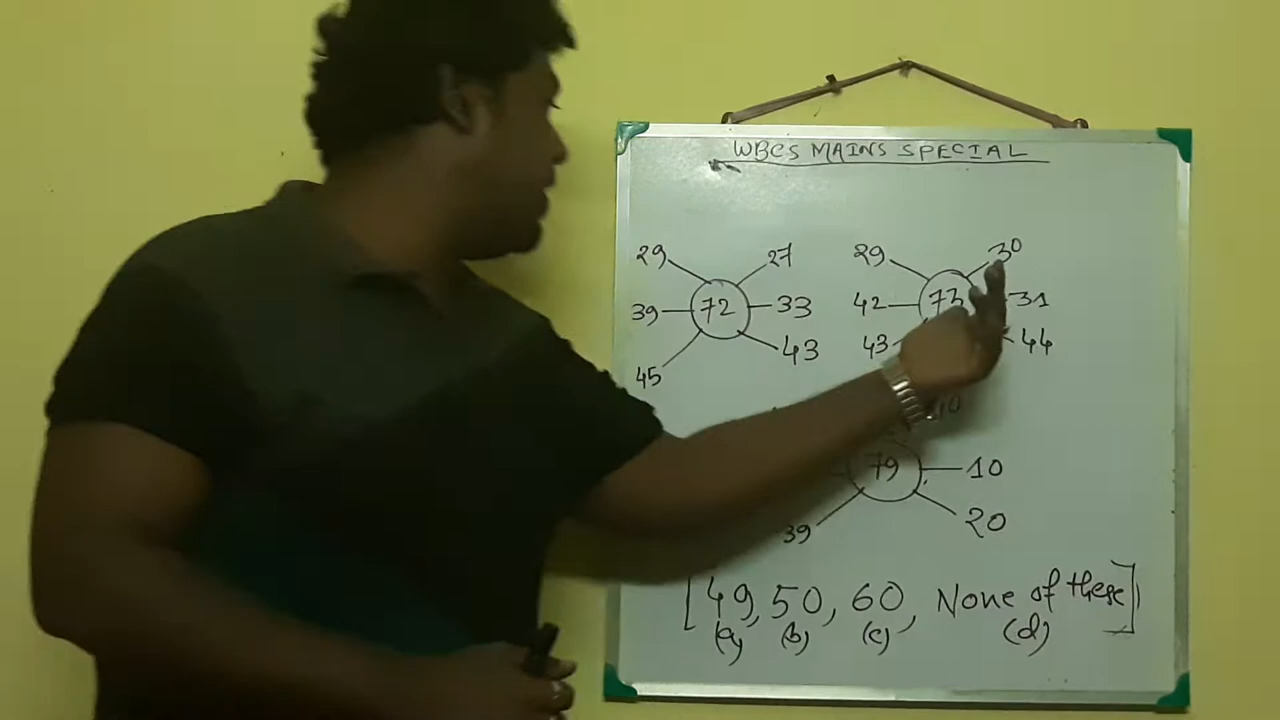 WBCS MAINS SPECIAL
29 27 29 30
39 72 33 42 73 31
45 43 43 44
10
79 10
39 20
[49, 50, 60, None of these]
(a) (b) (c) (d)